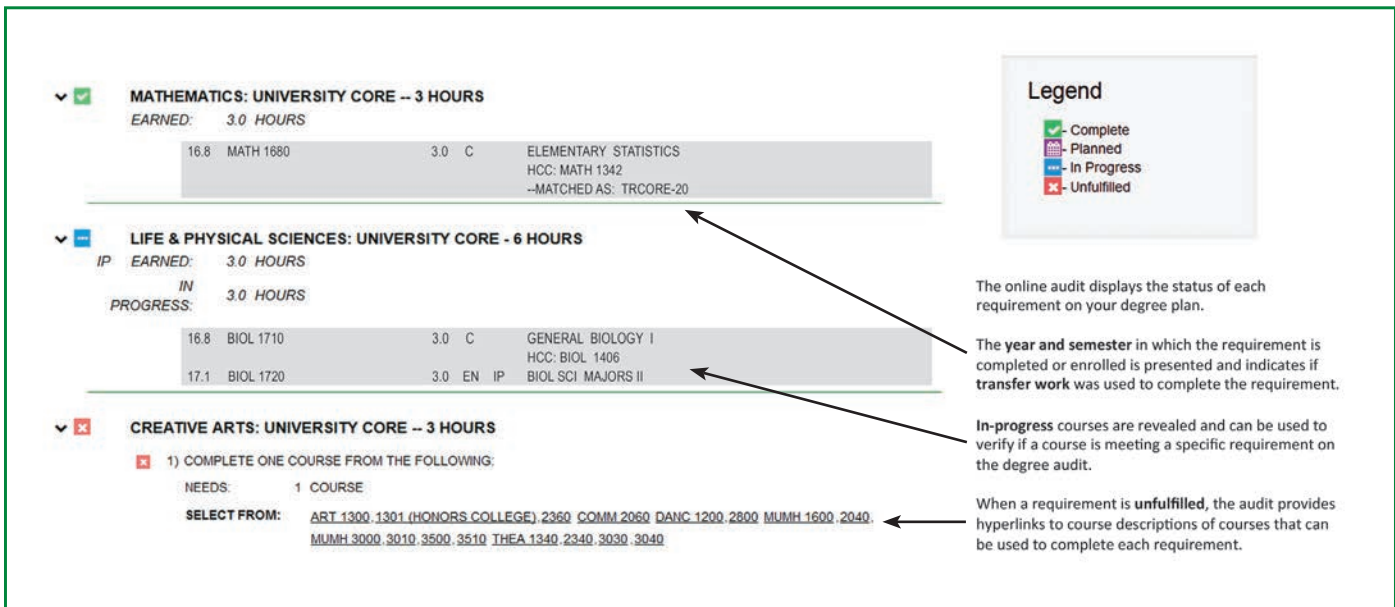 MATHEMATICS: UNIVERSITY CORE -- 3 HOURS
EARNED: 3.0 HOURS
16.8 MATH 1680 3.0 C ELEMENTARY STATISTICS
HCC: MATH 1342
--MATCHED AS: TRCORE-20
LIFE & PHYSICAL SCIENCES: UNIVERSITY CORE - 6 HOURS
IP EARNED: 3.0 HOURS
IN
PROGRESS: 3.0 HOURS
16.8 BIOL 1710 3.0 C GENERAL BIOLOGY I
HCC: BIOL 1406
17.1 BIOL 1720 3.0 EN IP BIOL SCI MAJORS II
CREATIVE ARTS: UNIVERSITY CORE -- 3 HOURS
1) COMPLETE ONE COURSE FROM THE FOLLOWING:
NEEDS: 1 COURSE
SELECT FROM: ART 1300,1301 (HONORS COLLEGE),2360 COMM 2060 DANC 1200,2800 MUMH 1600,2040,
MUMH 3000,3010,3500,3510 THEA 1340,2340,3030,3040
Legend
- Complete
- Planned
- In Progress
- Unfulfilled
The online audit displays the status of each
requirement on your degree plan.
The year and semester in which the requirement is
completed or enrolled is presented and indicates if
transfer work was used to complete the requirement.
In-progress courses are revealed and can be used to
verify if a course is meeting a specific requirement on
the degree audit.
When a requirement is unfulfilled, the audit provides
hyperlinks to course descriptions of courses that can
be used to complete each requirement.